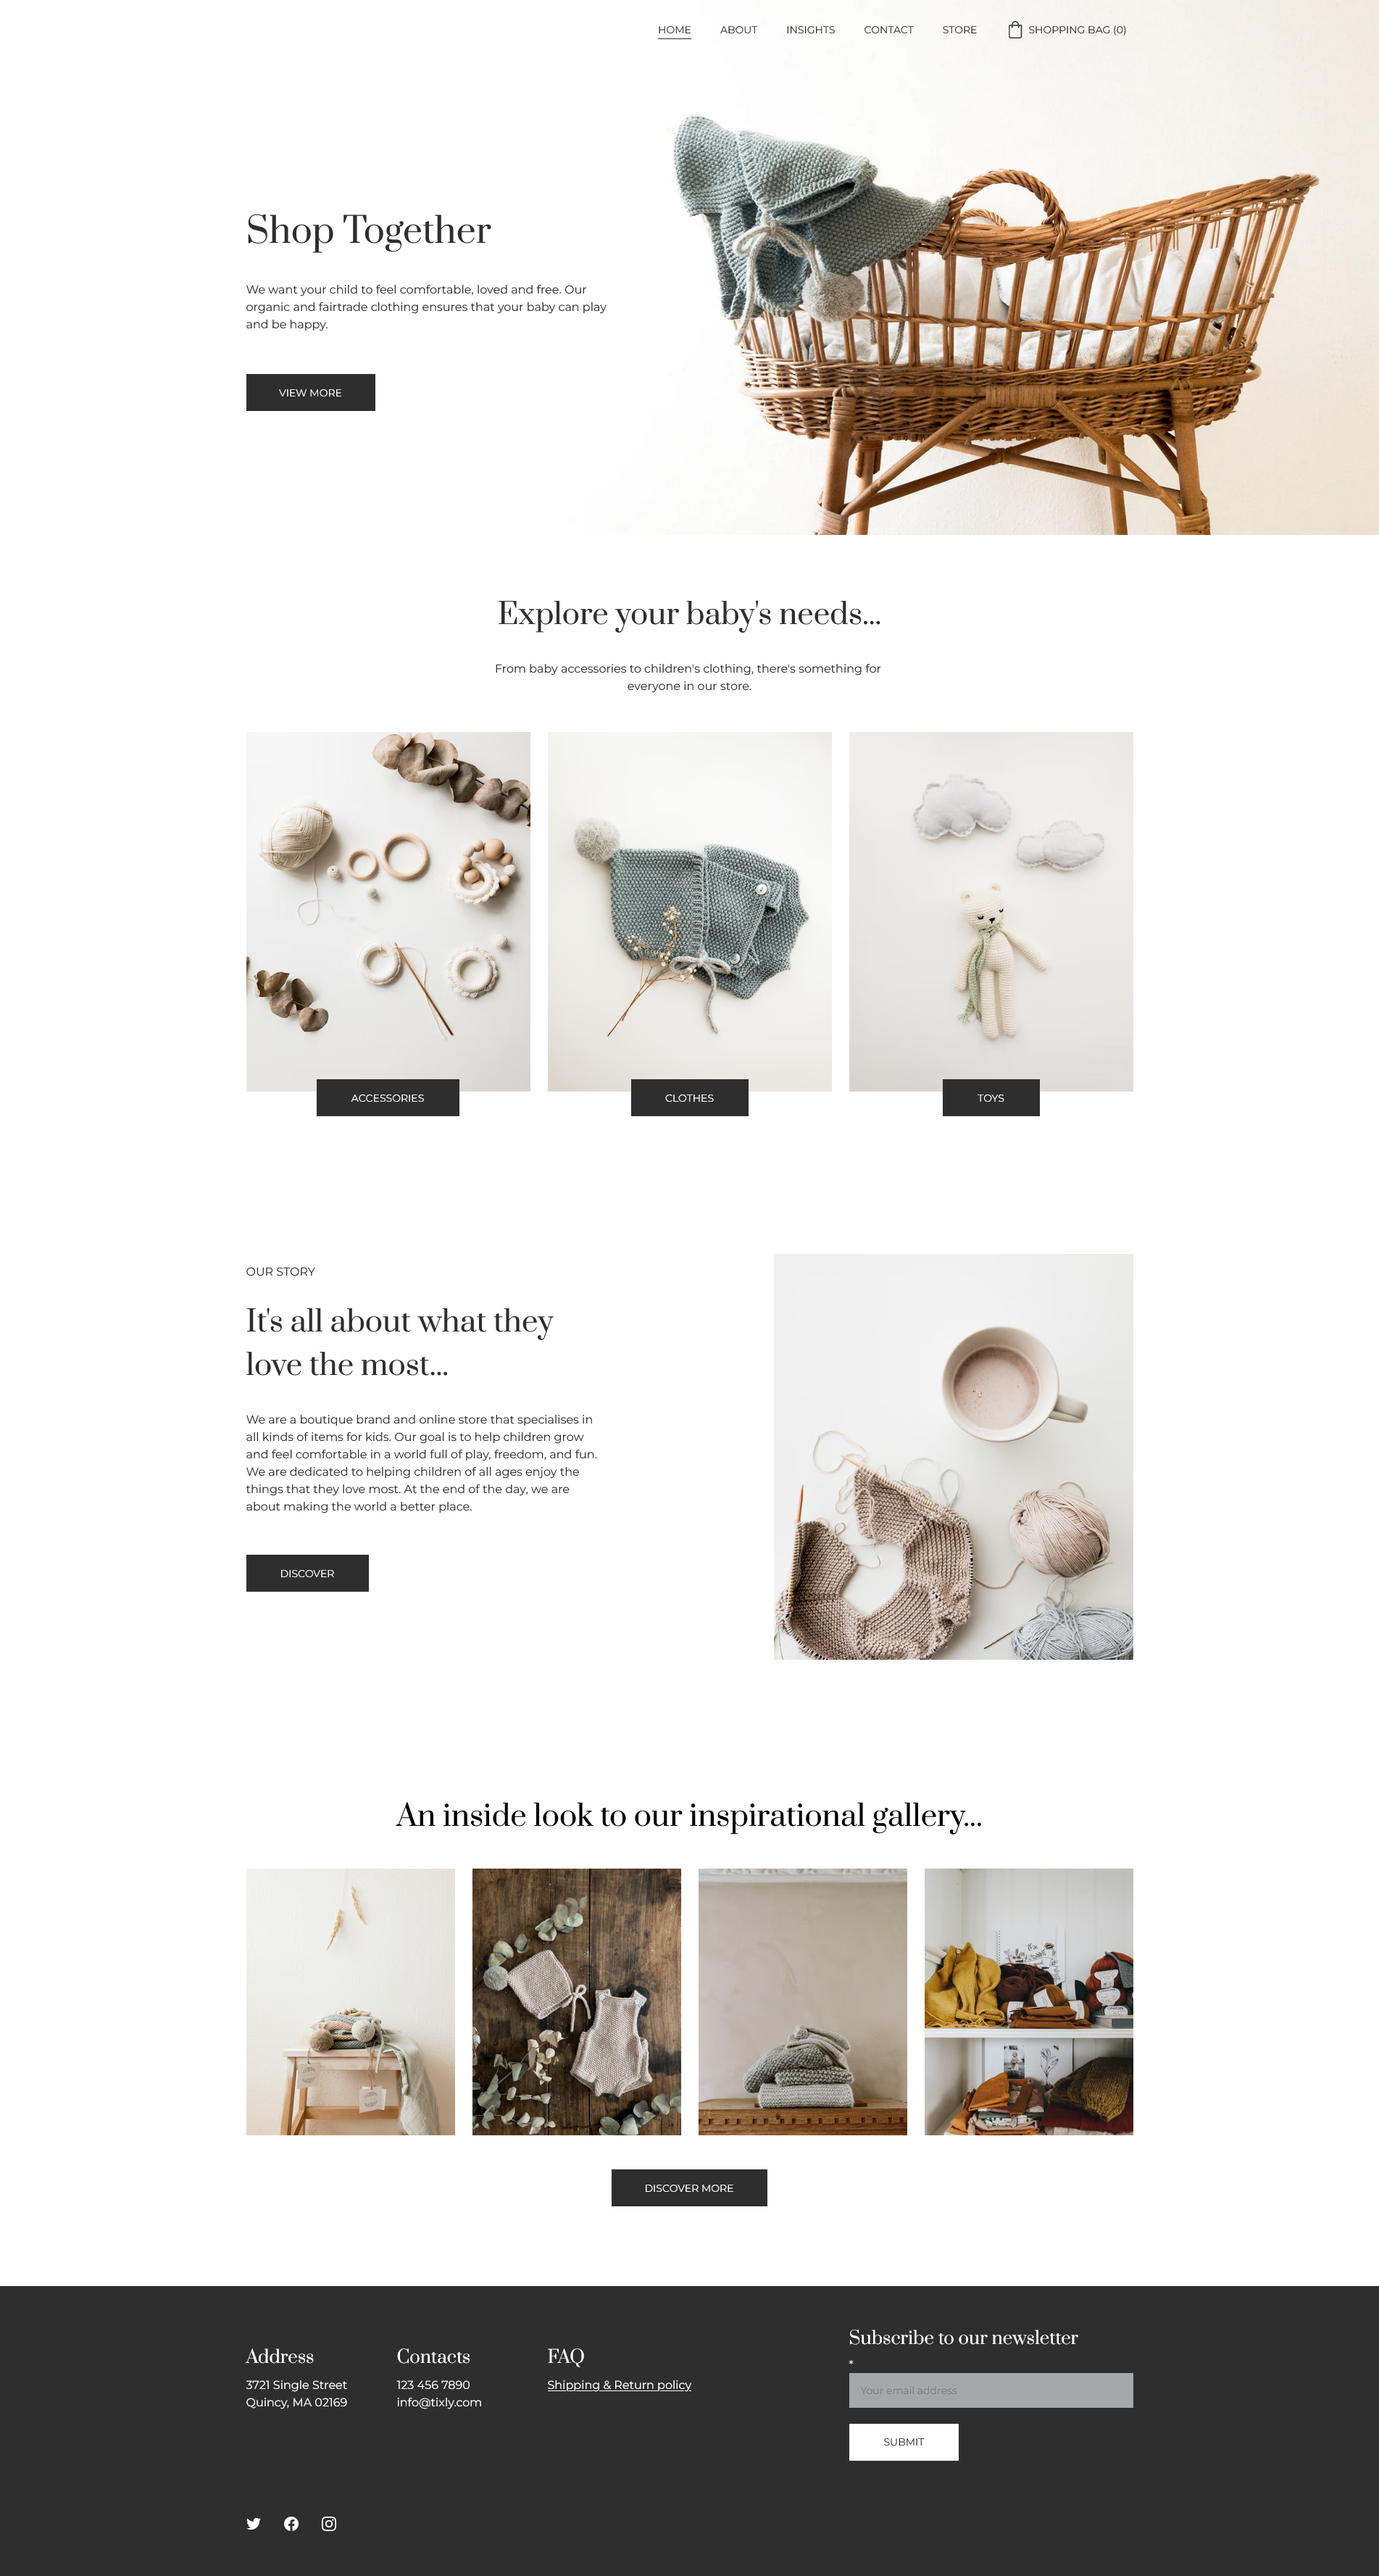 HOME ABOUT INSIGHTS CONTACT STORE SHOPPING BAG (0)
Shop Together
We want your child to feel comfortable, loved and free. Our
organic and fairtrade clothing ensures that your baby can play
and be happy.
VIEW MORE
Explore your baby's needs...
From baby accessories to children's clothing, there's something for
everyone in our store.
ACCESSORIES
CLOTHES
TOYS
OUR STORY
It's all about what they
love the most...
We are a boutique brand and online store that specialises in
all kinds of items for kids. Our goal is to help children grow
and feel comfortable in a world full of play, freedom, and fun.
We are dedicated to helping children of all ages enjoy the
things that they love most. At the end of the day, we are
about making the world a better place.
DISCOVER
An inside look to our inspirational gallery...
DISCOVER MORE
Address
3721 Single Street
Quincy, MA 02169
Contacts
123 456 7890
info@tixly.com
FAQ
Shipping & Return policy
Subscribe to our newsletter
*
Your email address
SUBMIT